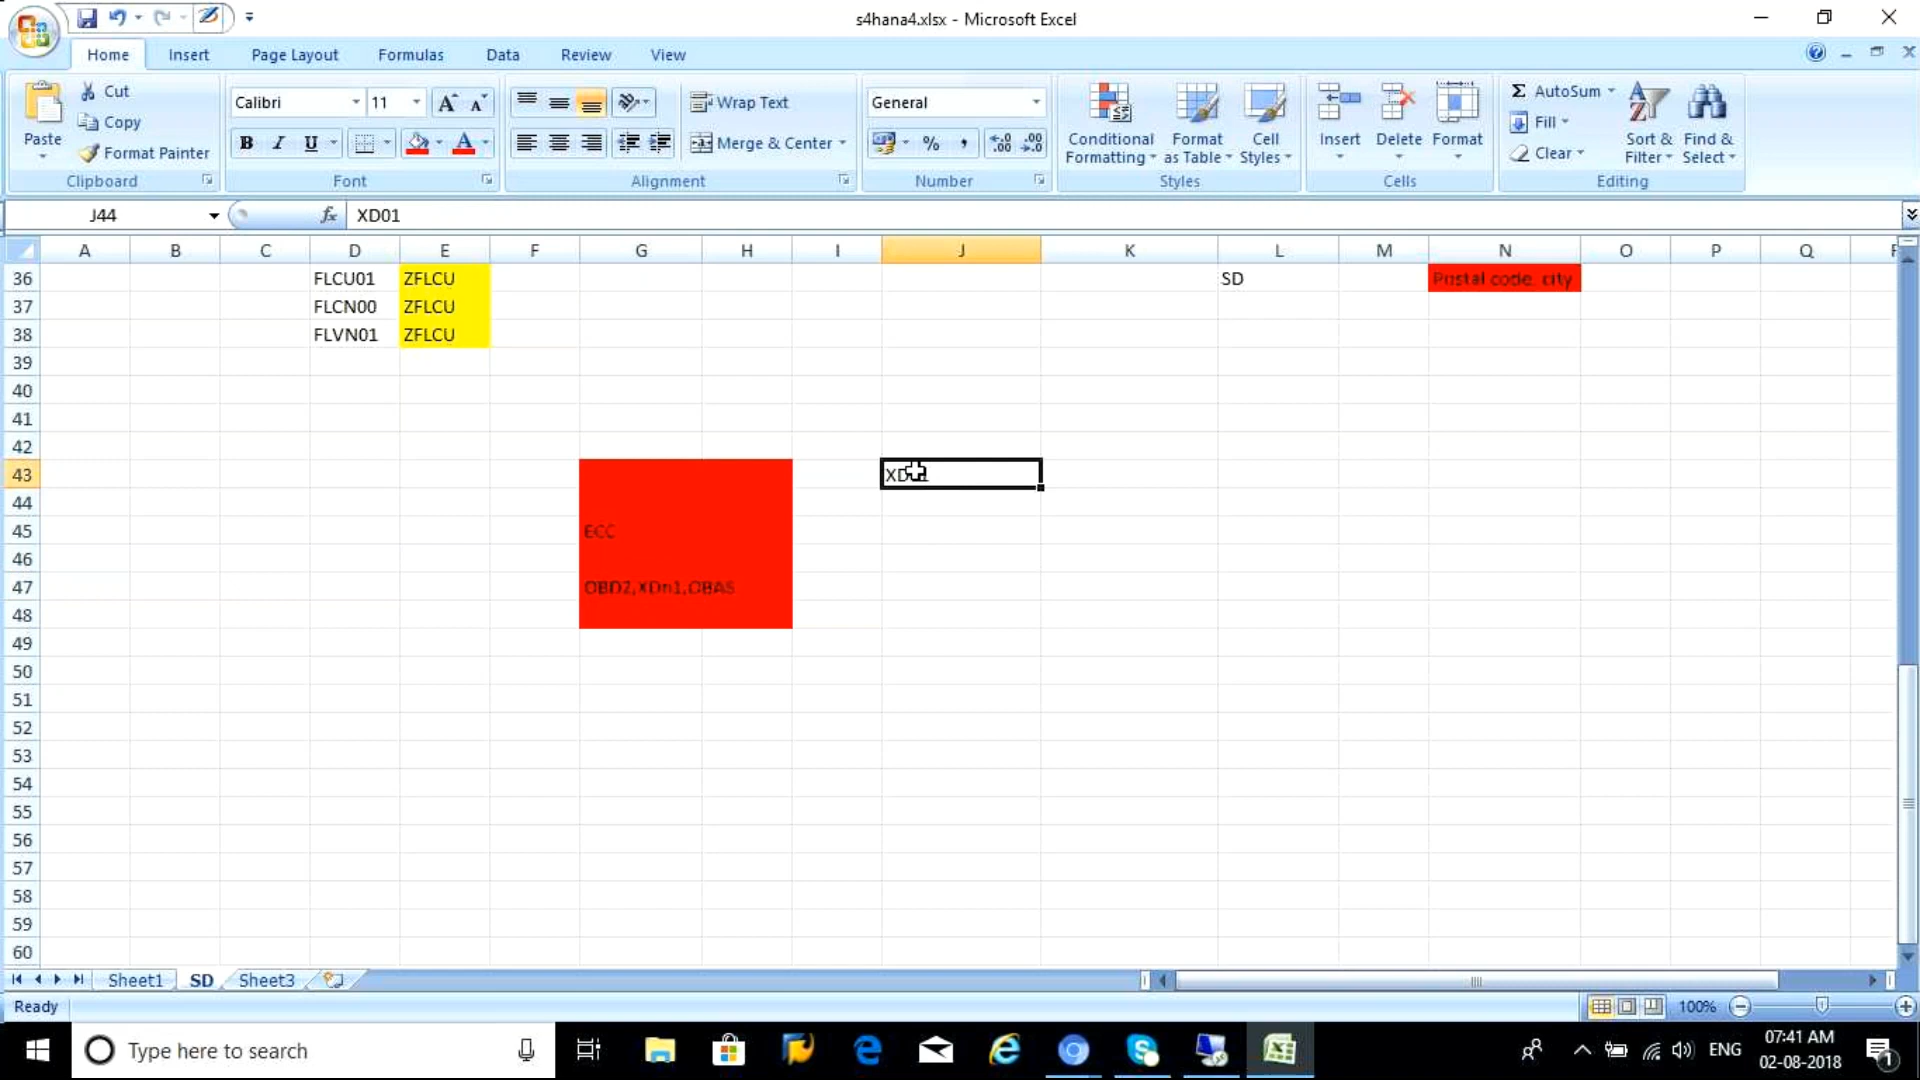 s4hana4.xlsx - Microsoft Excel
Home Insert Page Layout Formulas Data Review View
Paste
Cut
Copy
Format Painter
Clipboard
Calibri 11
B I U
Font
Wrap Text
Merge & Center
Alignment
General
Number
Conditional Formatting
Format as Table
Cell Styles
Styles
Insert Delete Format
Cells
Σ AutoSum
Fill
Clear
Sort & Filter
Find & Select
Editing
J44 fx XD01
A B C D E F G H I J K L M N O P Q
36 FLCU01 ZFLCU SD Postal code, city
37 FLCN00 ZFLCU
38 FLVN01 ZFLCU
39
40
41
42
43
44
45 ECC
46
47 OBD2,XDn1,OBAS
48
49
50
51
52
53
54
55
56
57
58
59
60
Sheet1 SD Sheet3
Ready 100%
Type here to search
ENG
07:41 AM
02-08-2018
1